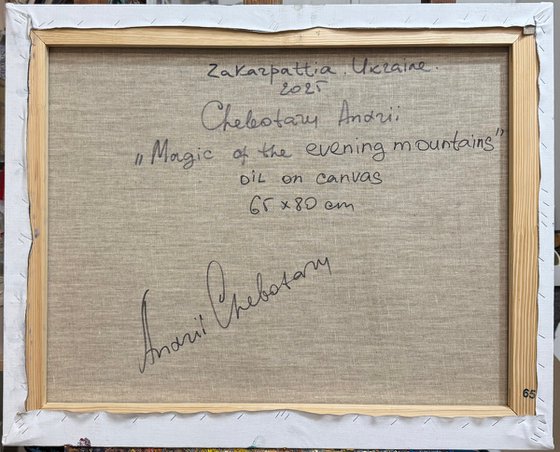 Zakarpattia. Ukraine.
2025
Chebotaru Andrii
„Magic of the evening mountains"
oil on canvas
65 x 80 cm
Andrii Chebotaru
65